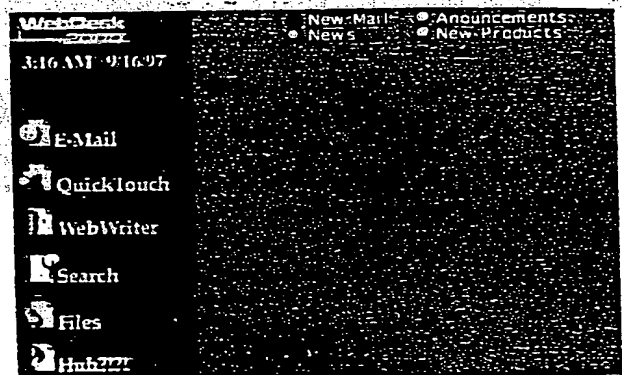 WebDesk
3:16 AM 9/16/97
New Mail
Anouncements
News
New Products
E-Mail
QuickTouch
WebWriter
Search
Files